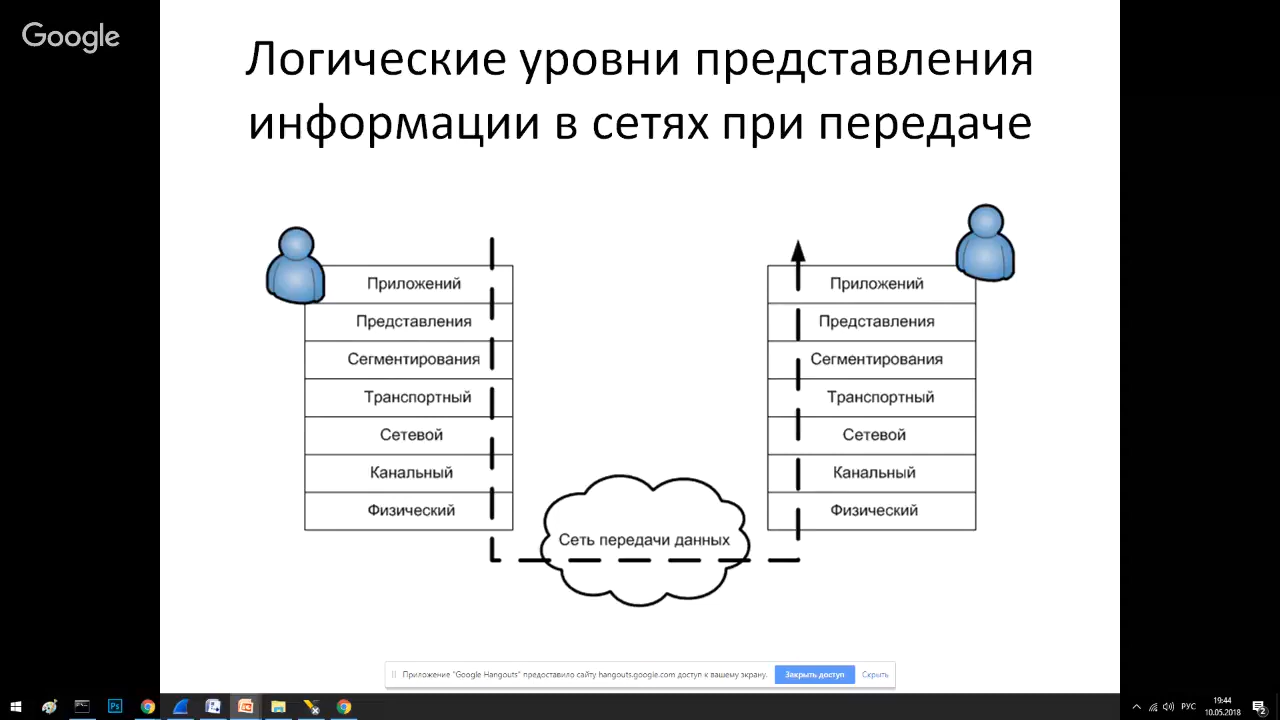 Google
Логические уровни представления
информации в сетях при передаче
Приложений
Представления
Сегментирования
Транспортный
Сетевой
Канальный
Физический
Приложений
Представления
Сегментирования
Транспортный
Сетевой
Канальный
Физический
Сеть передачи данных
Приложение "Google Hangouts" предоставило сайту hangouts.google.com доступ к вашему экрану.
Закрыть доступ
Скрыть
Ps
РУС
19:44
10.05.2018
2